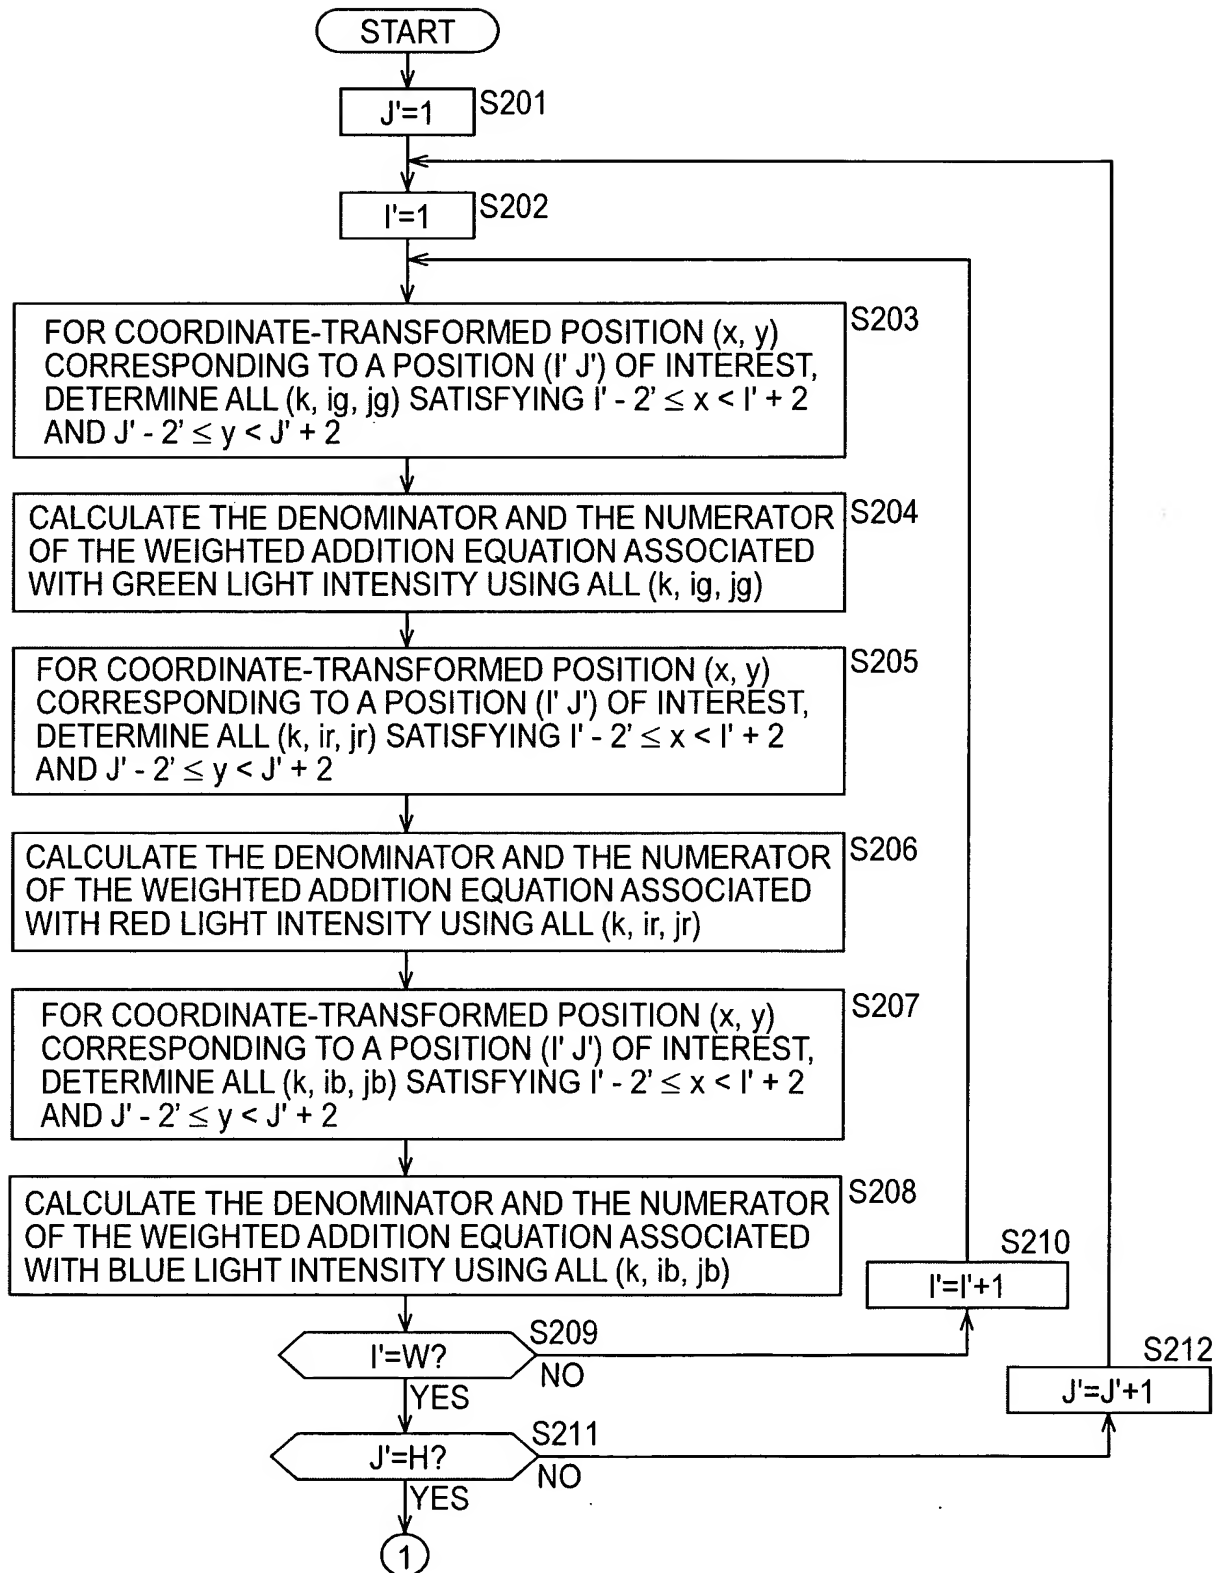 START
J'=1
S201
I'=1
S202
FOR COORDINATE-TRANSFORMED POSITION (x, y)
CORRESPONDING TO A POSITION (I' J') OF INTEREST,
DETERMINE ALL (k, ig, jg) SATISFYING I' - 2' ≤ x < I' + 2
AND J' - 2' ≤ y < J' + 2
S203
CALCULATE THE DENOMINATOR AND THE NUMERATOR
OF THE WEIGHTED ADDITION EQUATION ASSOCIATED
WITH GREEN LIGHT INTENSITY USING ALL (k, ig, jg)
S204
FOR COORDINATE-TRANSFORMED POSITION (x, y)
CORRESPONDING TO A POSITION (I' J') OF INTEREST,
DETERMINE ALL (k, ir, jr) SATISFYING I' - 2' ≤ x < I' + 2
AND J' - 2' ≤ y < J' + 2
S205
CALCULATE THE DENOMINATOR AND THE NUMERATOR
OF THE WEIGHTED ADDITION EQUATION ASSOCIATED
WITH RED LIGHT INTENSITY USING ALL (k, ir, jr)
S206
FOR COORDINATE-TRANSFORMED POSITION (x, y)
CORRESPONDING TO A POSITION (I' J') OF INTEREST,
DETERMINE ALL (k, ib, jb) SATISFYING I' - 2' ≤ x < I' + 2
AND J' - 2' ≤ y < J' + 2
S207
CALCULATE THE DENOMINATOR AND THE NUMERATOR
OF THE WEIGHTED ADDITION EQUATION ASSOCIATED
WITH BLUE LIGHT INTENSITY USING ALL (k, ib, jb)
S208
S210
I'=I'+1
I'=W?
S209
NO
YES
S212
J'=J'+1
J'=H?
S211
NO
YES
1